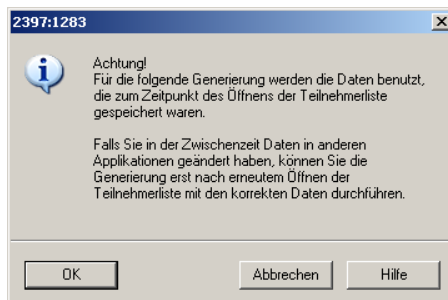 2397:1283
Achtung!
Für die folgende Generierung werden die Daten benutzt,
die zum Zeitpunkt des Öffnens der Teilnehmerliste
gespeichert waren.
Falls Sie in der Zwischenzeit Daten in anderen
Applikationen geändert haben, können Sie die
Generierung erst nach erneutem Öffnen der
Teilnehmerliste mit den korrekten Daten durchführen.
OK
Abbrechen
Hilfe